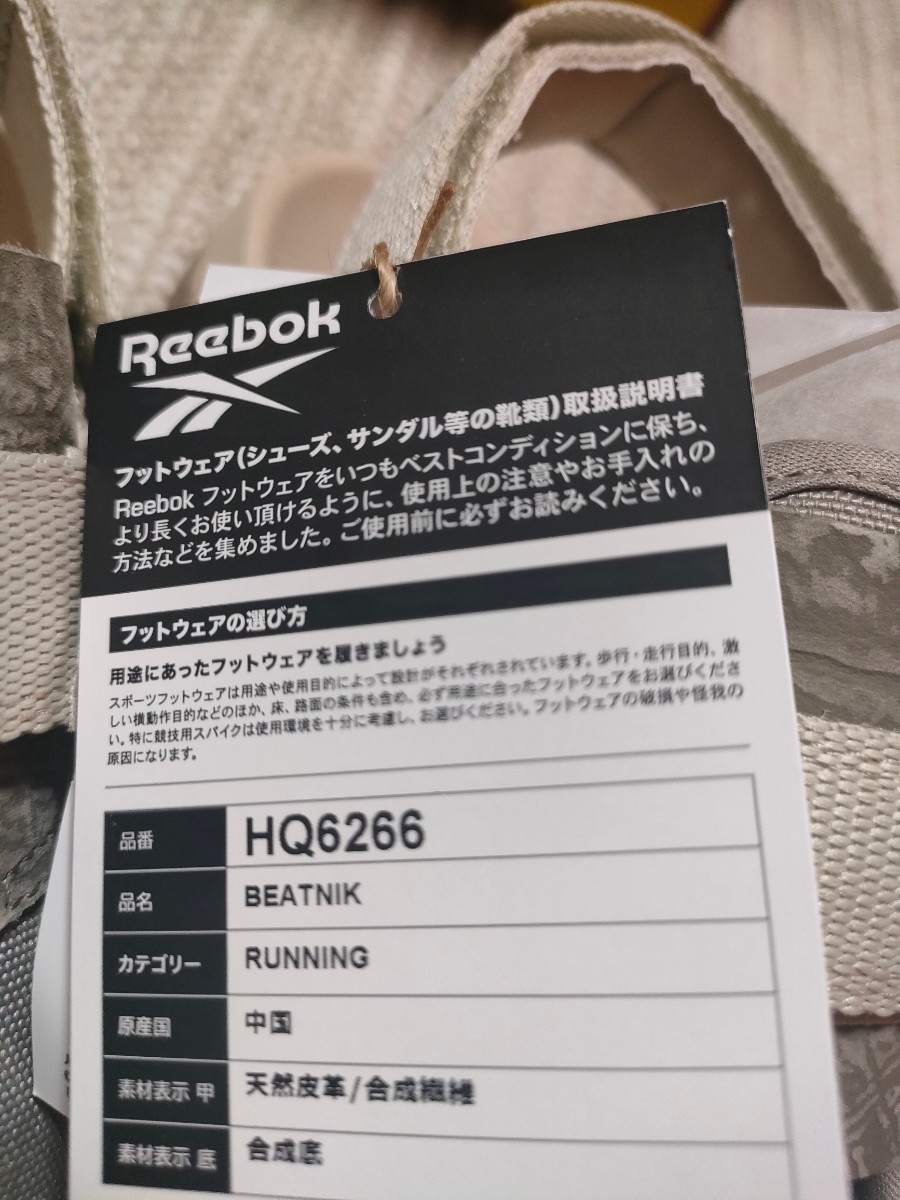 Reebok
フットウェア(シューズ、サンダル等の靴類)取扱説明書
Reebok フットウェアをいつもベストコンディションに保ち、
より長くお使い頂けるように、使用上の注意やお手入れの
方法などを集めました。ご使用前に必ずお読みください。
フットウェアの選び方
用途にあったフットウェアを履きましょう
スポーツフットウェアは用途や使用目的によって設計がそれぞれされています。歩行・走行目的、激
しい横動作目的などのほか、床、路面の条件も含め、必ず用途に合ったフットウェアをお選びくださ
い。特に競技用スパイクは使用環境を十分に考慮し、お選びください。フットウェアの破損や怪我の
原因になります。
品番 HQ6266
品名 BEATNIK
カテゴリー RUNNING
原産国 中国
素材表示 甲 天然皮革/合成繊維
素材表示 底 合成底